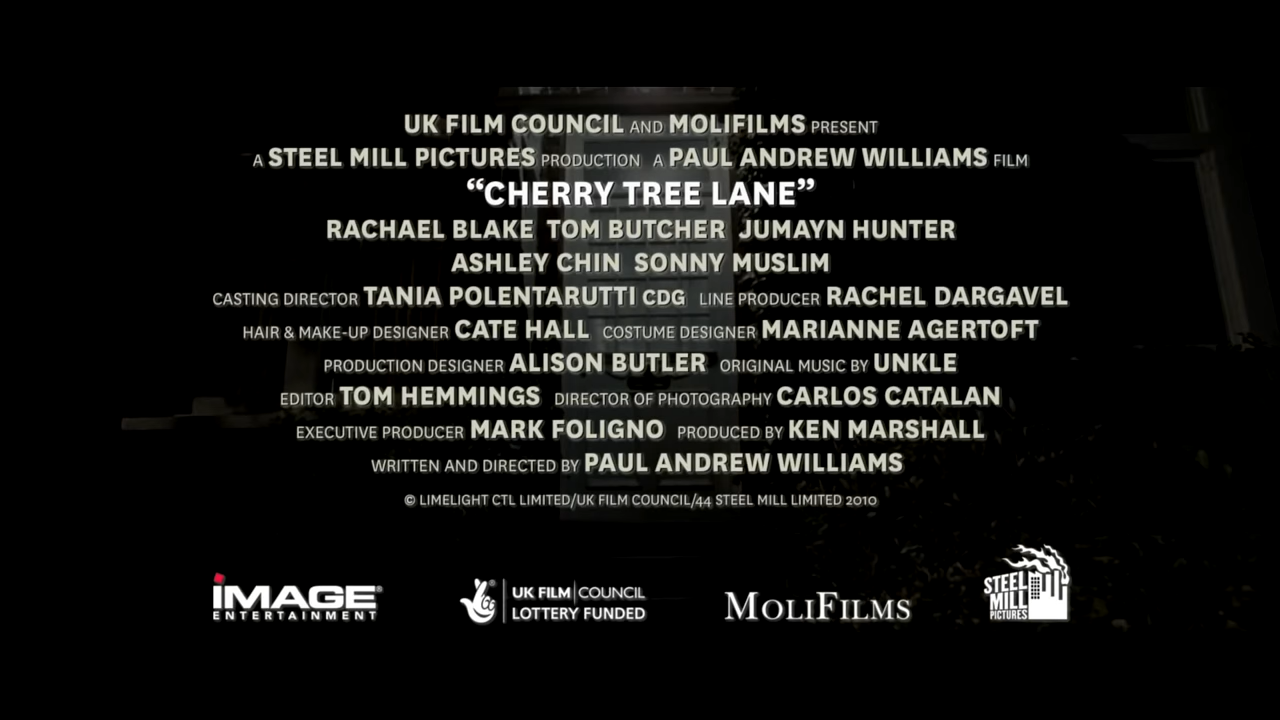 UK FILM COUNCIL AND MOLIFILMS PRESENT
A STEEL MILL PICTURES PRODUCTION A PAUL ANDREW WILLIAMS FILM
“CHERRY TREE LANE”
RACHAEL BLAKE TOM BUTCHER JUMAYN HUNTER
ASHLEY CHIN SONNY MUSLIM
CASTING DIRECTOR TANIA POLENTARUTTI CDG LINE PRODUCER RACHEL DARGAVEL
HAIR & MAKE-UP DESIGNER CATE HALL COSTUME DESIGNER MARIANNE AGERTOFT
PRODUCTION DESIGNER ALISON BUTLER ORIGINAL MUSIC BY UNKLE
EDITOR TOM HEMMINGS DIRECTOR OF PHOTOGRAPHY CARLOS CATALAN
EXECUTIVE PRODUCER MARK FOLIGNO PRODUCED BY KEN MARSHALL
WRITTEN AND DIRECTED BY PAUL ANDREW WILLIAMS
© LIMELIGHT CTL LIMITED/UK FILM COUNCIL/44 STEEL MILL LIMITED 2010
iMAGE®
ENTERTAINMENT
UK FILM COUNCIL
LOTTERY FUNDED
MOLIFILMS
STEEL
MILL
PICTURES